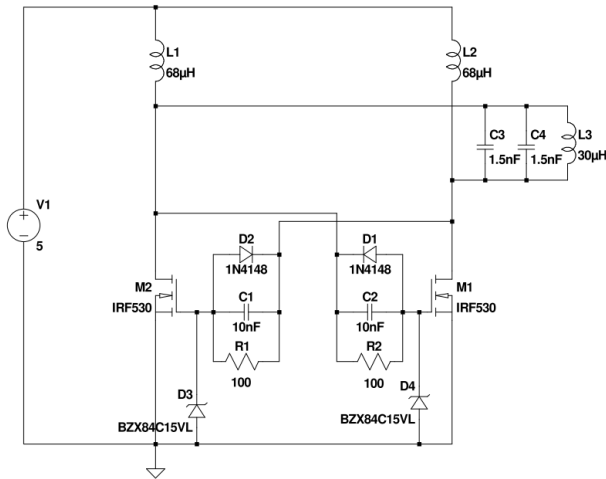 L1
68µH
L2
68µH
C3
1.5nF
C4
1.5nF
L3
30µH
V1
5
D2
1N4148
D1
1N4148
M2
IRF530
C1
10nF
C2
10nF
M1
IRF530
R1
100
R2
100
D3
BZX84C15VL
D4
BZX84C15VL